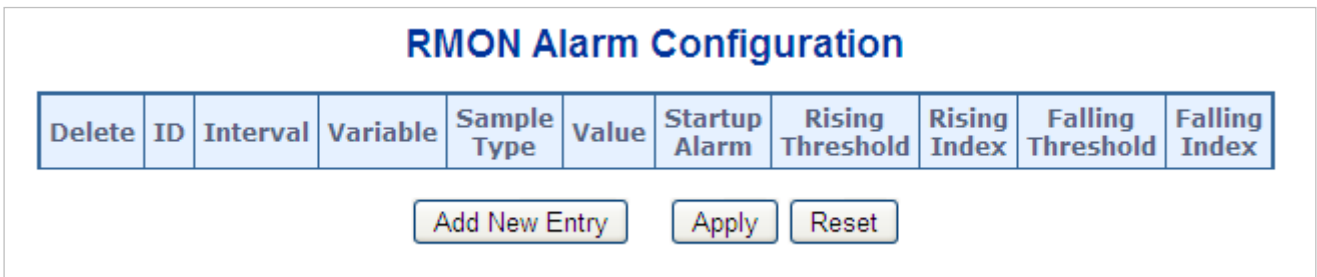 RMON Alarm Configuration
Delete ID Interval Variable Sample Type Value Startup Alarm Rising Threshold Rising Index Falling Threshold Falling Index
Add New Entry Apply Reset